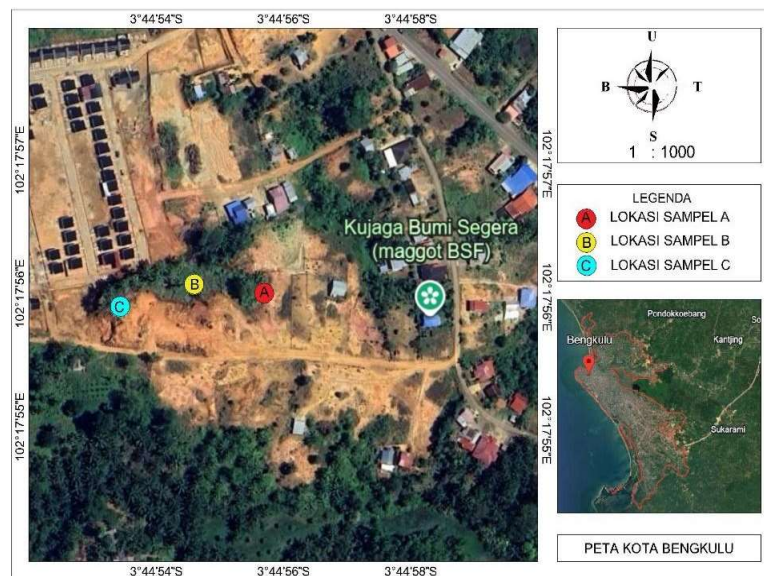 3°44'54"S 3°44'56"S 3°44'58"S
102°17'57"E
102°17'56"E
102°17'55"E
Kujaga Bumi Segera
(maggot BSF)
A
B
C
102°17'57"E
102°17'56"E
102°17'55"E
3°44'54"S 3°44'56"S 3°44'58"S
U
B T
S
1 : 1000
LEGENDA
A LOKASI SAMPEL A
B LOKASI SAMPEL B
C LOKASI SAMPEL C
Pondokkoebang
So
Bengkulu
Kantjing
Sukarami
PETA KOTA BENGKULU